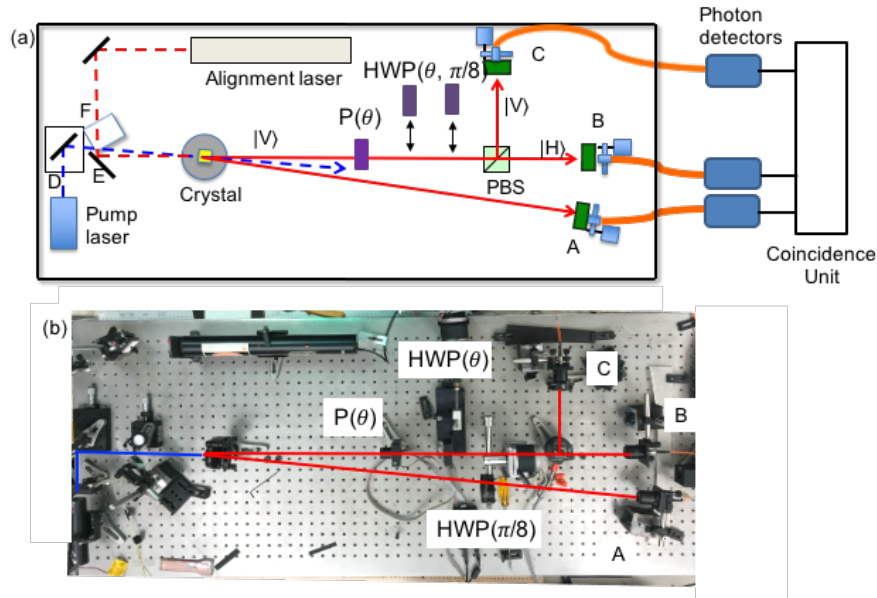 (a)
Photon
detectors
C
Alignment laser
HWP(θ, π/8)
F
|V⟩
P(θ)
|V⟩
B
|H⟩
D
E
PBS
Crystal
Pump
laser
A
Coincidence
Unit
(b)
HWP(θ)
C
P(θ)
B
HWP(π/8)
A